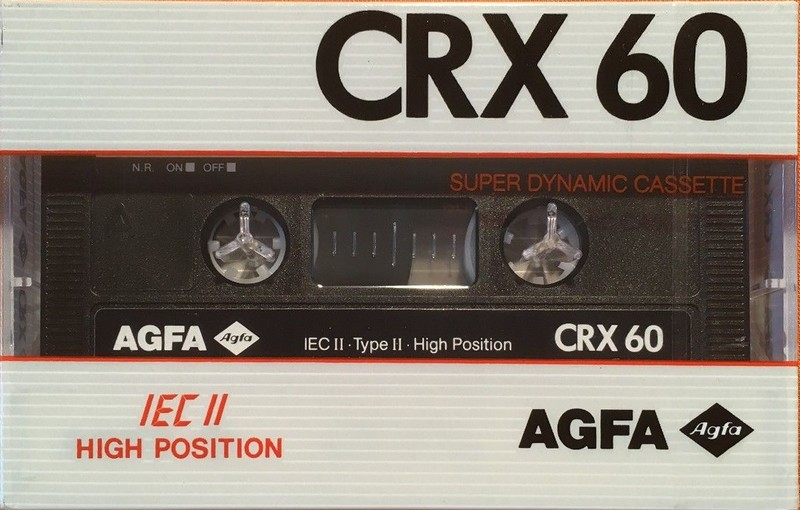 CRX 60
N.R. ON OFF
SUPER DYNAMIC CASSETTE
AGFA Agfa IEC II · Type II · High Position CRX 60
IEC II
HIGH POSITION
AGFA Agfa